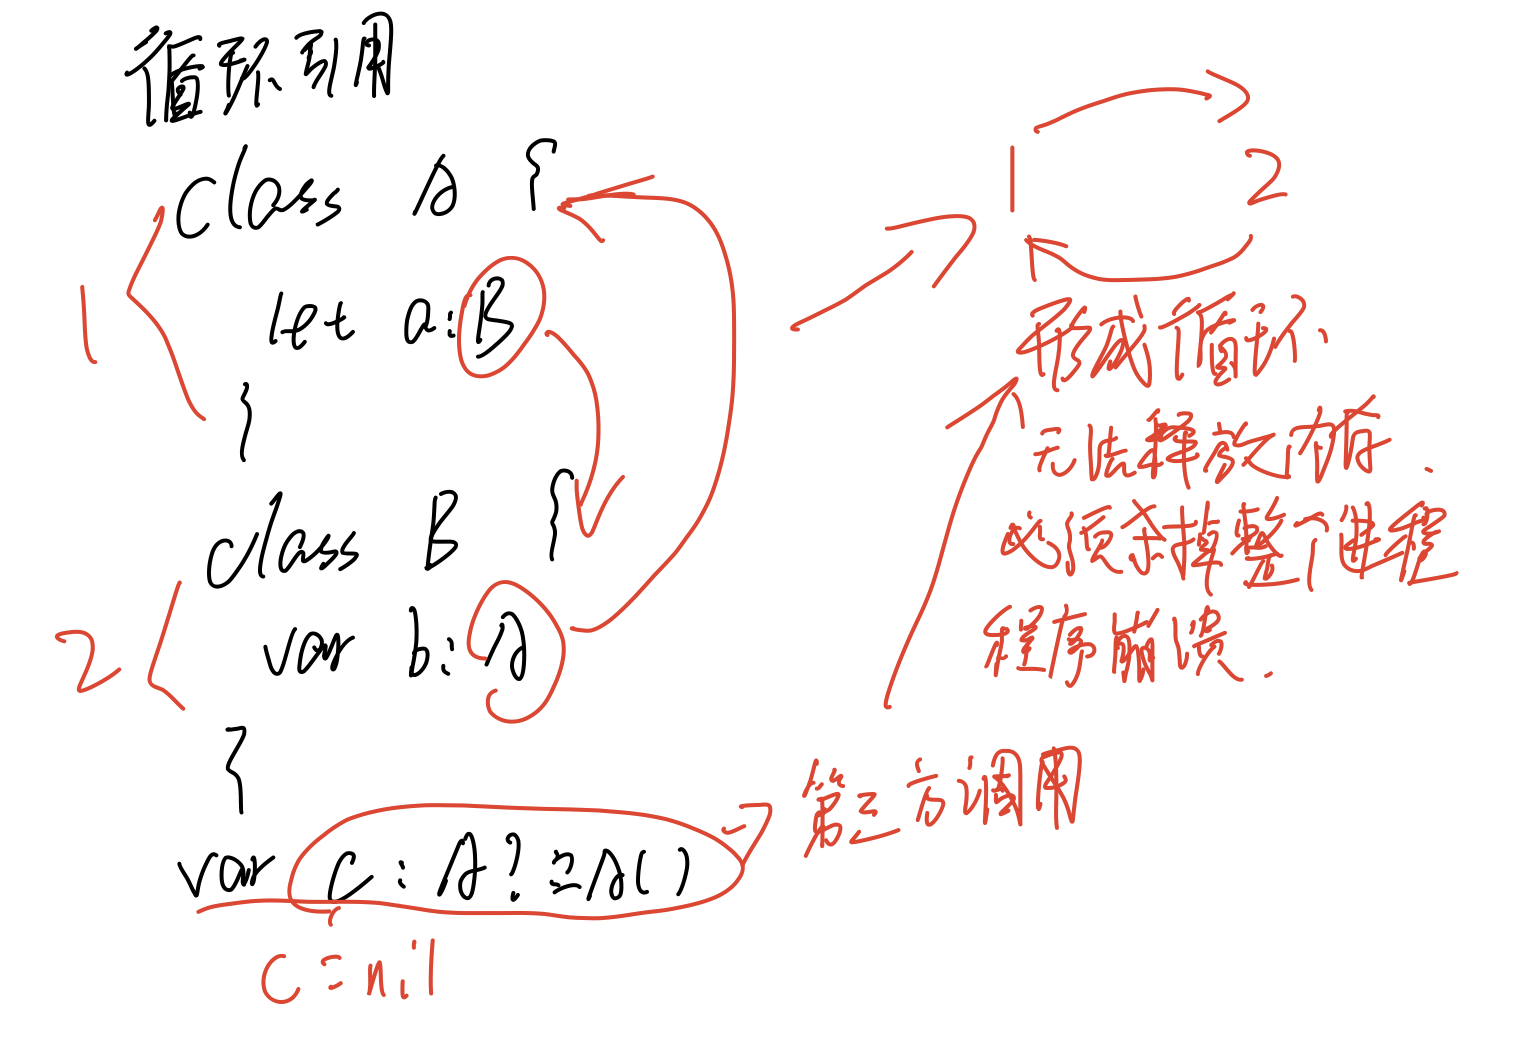 循环引用
class A {
let a: B
}
class B {
var b: A
}
var c: A? = A()
c = nil
1
2
1 2
形成循环
无法释放内存.
必须杀掉整个进程
程序崩溃.
第三方调用